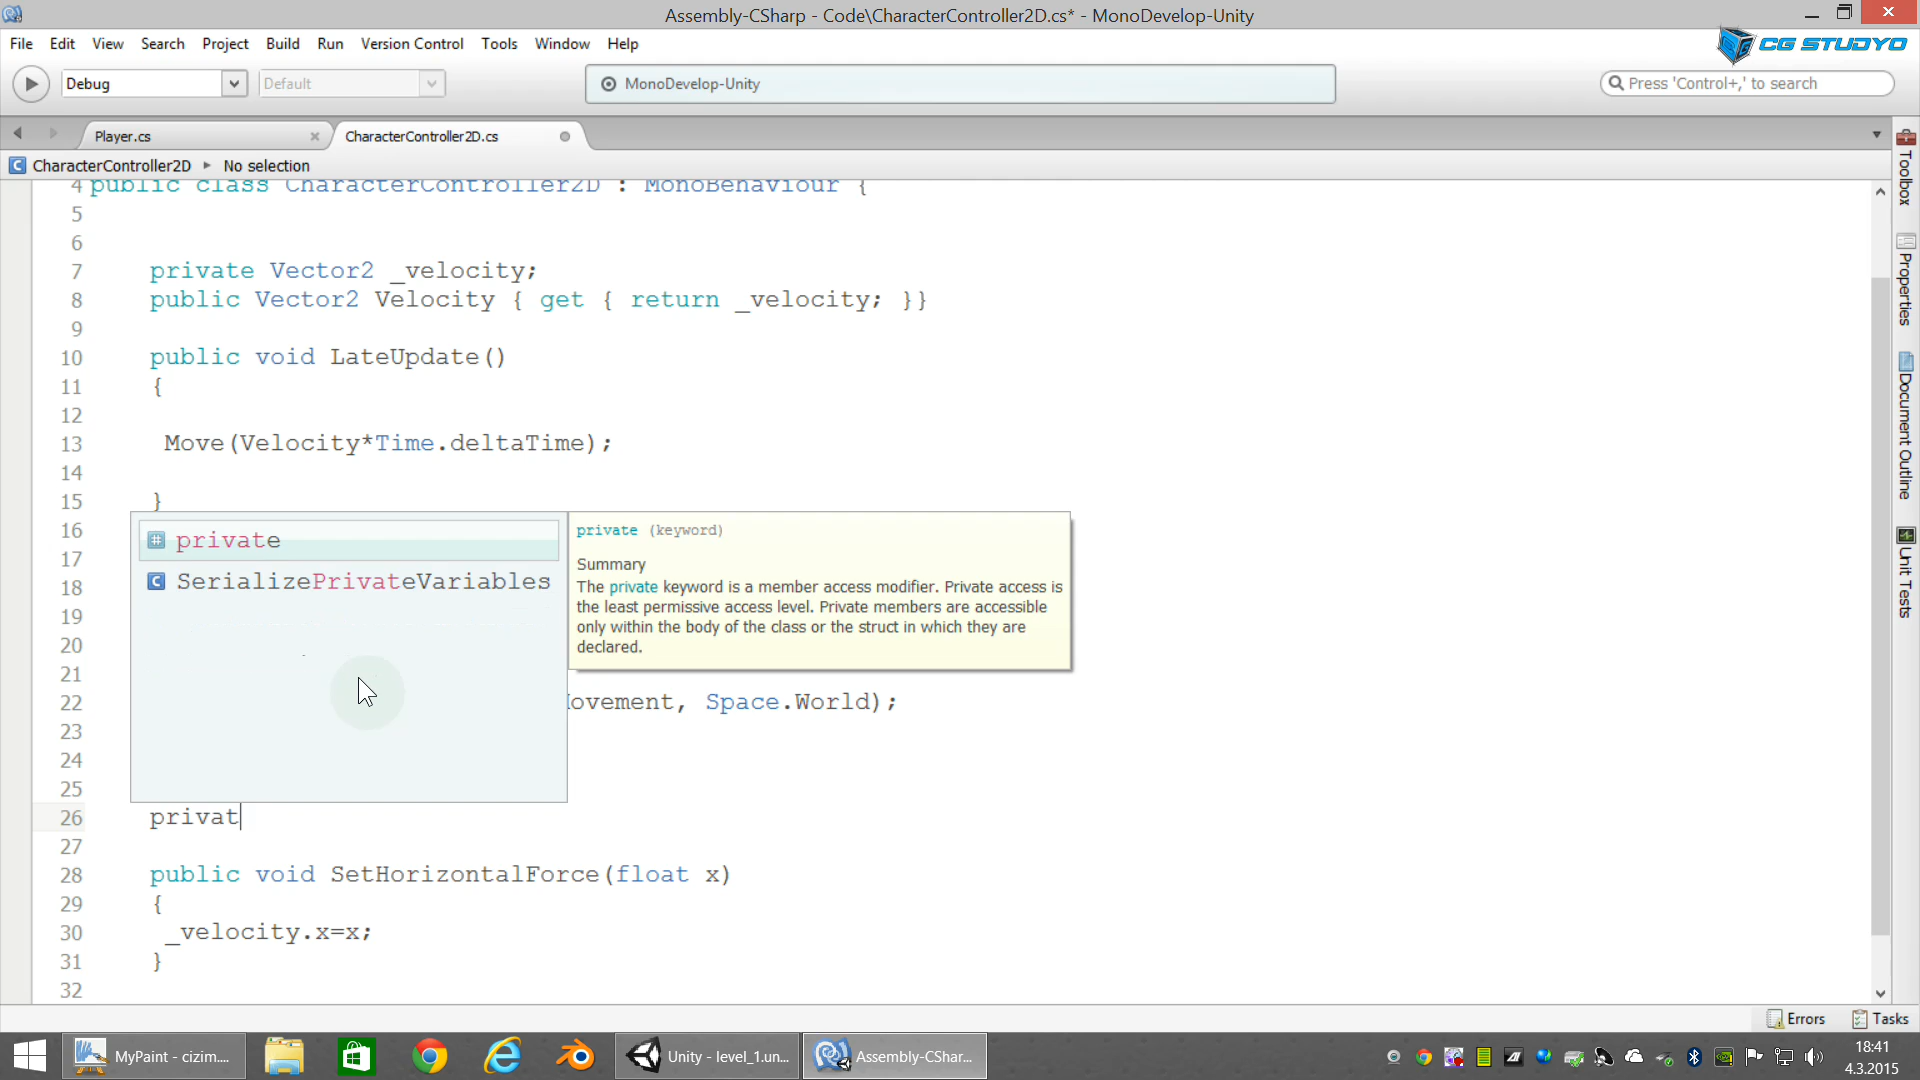 Assembly-CSharp - Code\CharacterController2D.cs* - MonoDevelop-Unity
File Edit View Search Project Build Run Version Control Tools Window Help
CG STUDYO
Debug
Default
MonoDevelop-Unity
Press 'Control+,' to search
Player.cs
CharacterController2D.cs
CharacterController2D
No selection
4 public class CharacterController2D : MonoBehaviour {
5
6
7 private Vector2 _velocity;
8 public Vector2 Velocity { get { return _velocity; }}
9
10 public void LateUpdate()
11 {
12
13 Move(Velocity*Time.deltaTime);
14
15 }
16
17
18
19
20
21
22 ovement, Space.World);
23
24
25
26 privat
27
28 public void SetHorizontalForce(float x)
29 {
30 _velocity.x=x;
31 }
32
private
SerializePrivateVariables
private (keyword)
Summary
The private keyword is a member access modifier. Private access is
the least permissive access level. Private members are accessible
only within the body of the class or the struct in which they are
declared.
Toolbox
Properties
Document Outline
Unit Tests
Errors
Tasks
MyPaint - cizim....
Unity - level_1.un...
Assembly-CShar...
18:41
4.3.2015